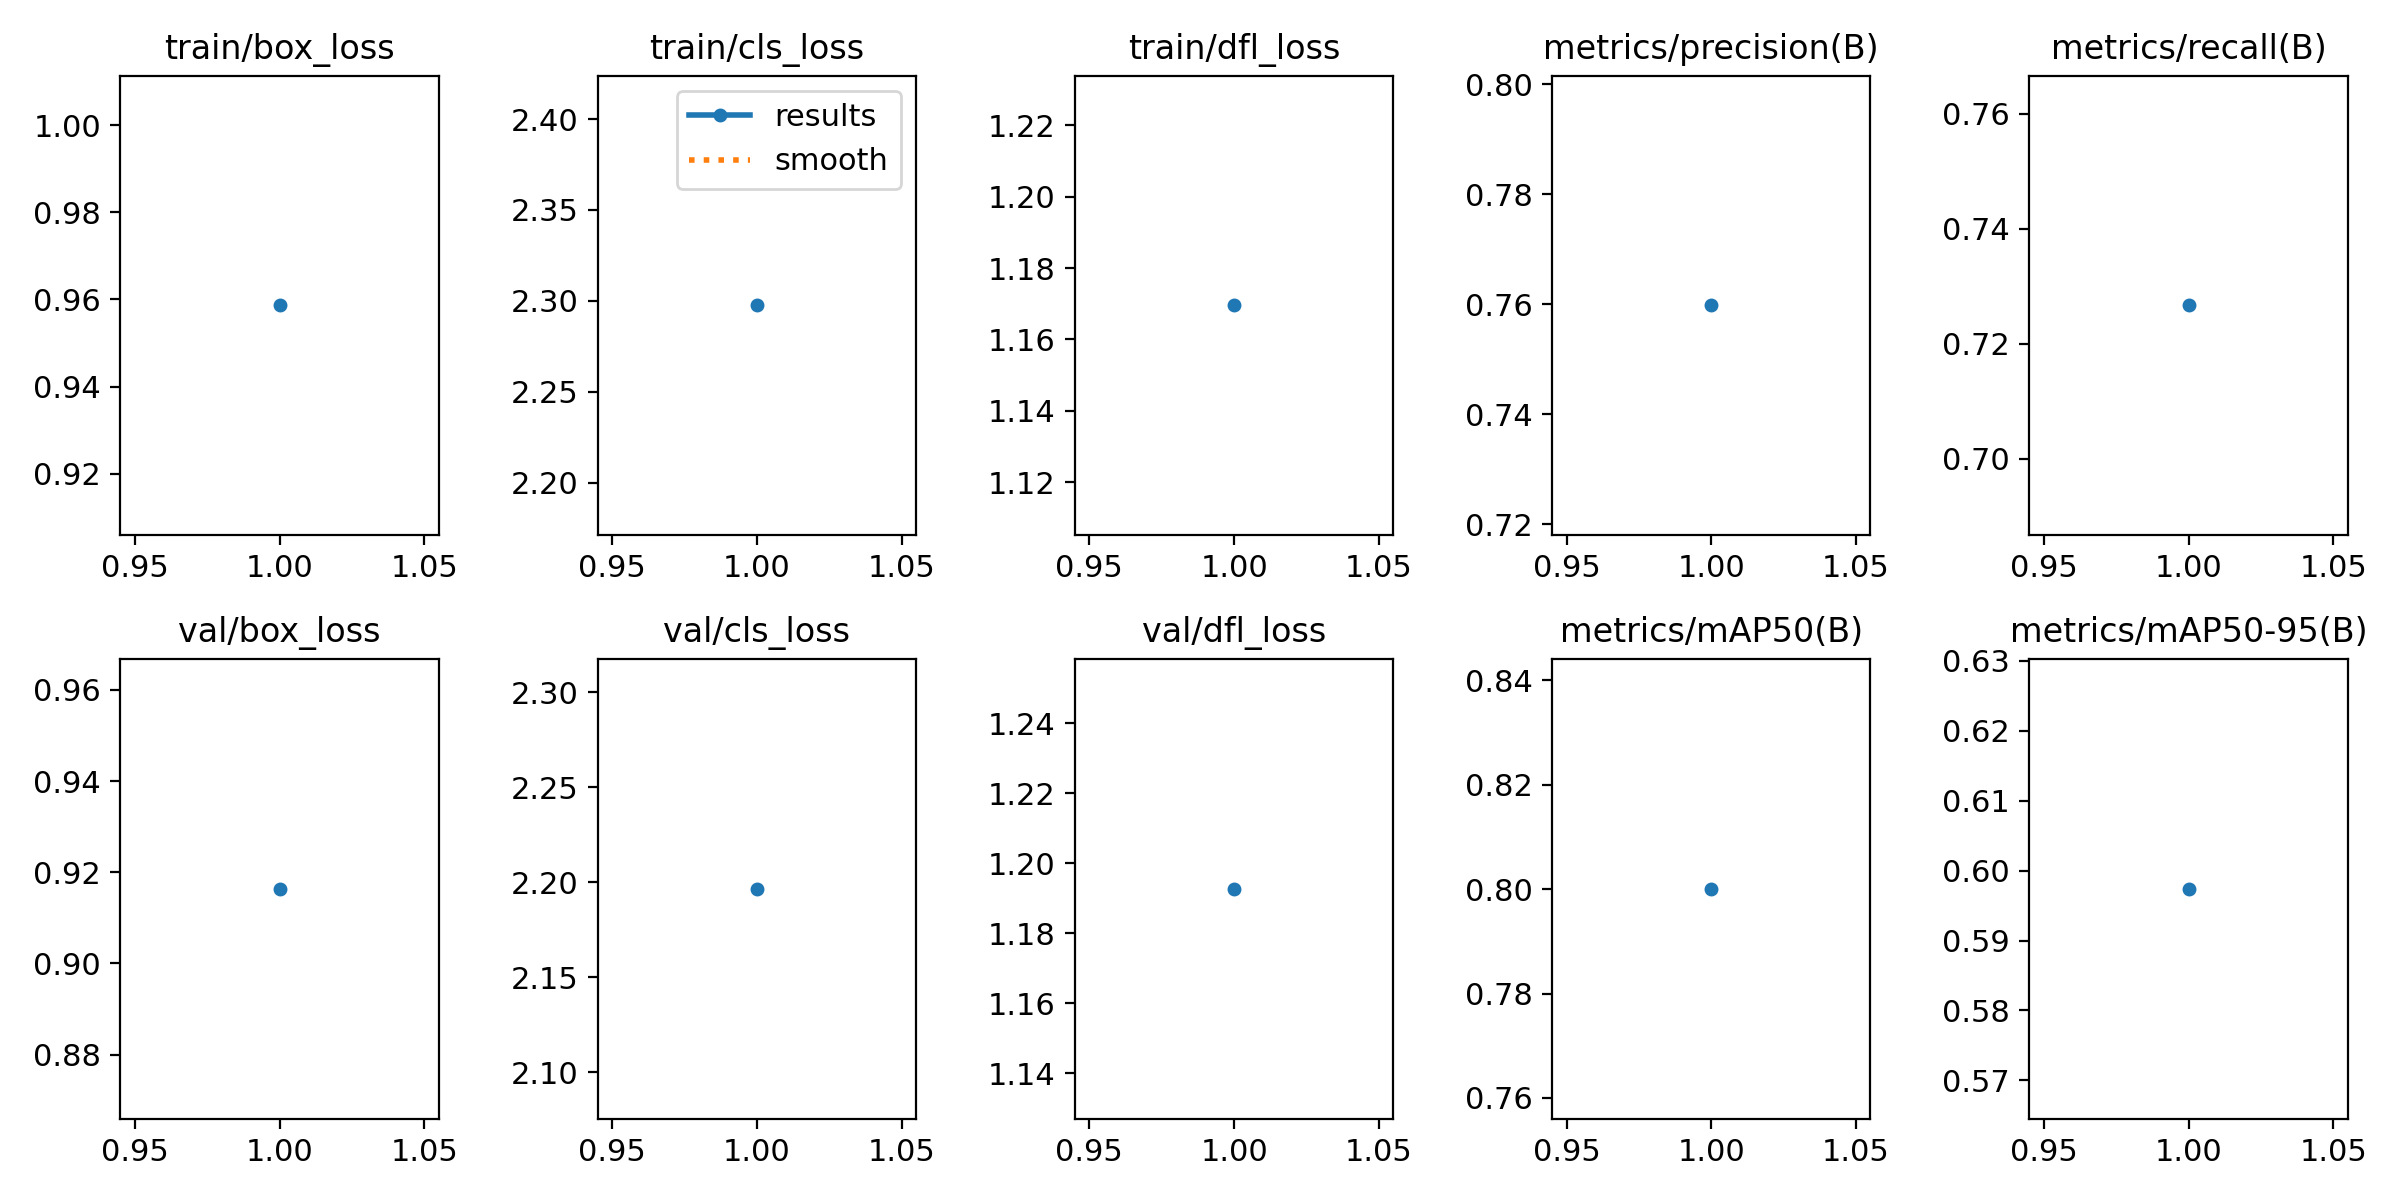 train/box_loss
1.00
0.98
0.96
0.94
0.92
0.95 1.00 1.05
train/cls_loss
results
smooth
2.40
2.35
2.30
2.25
2.20
0.95 1.00 1.05
train/dfl_loss
1.22
1.20
1.18
1.16
1.14
1.12
0.95 1.00 1.05
metrics/precision(B)
0.80
0.78
0.76
0.74
0.72
0.95 1.00 1.05
metrics/recall(B)
0.76
0.74
0.72
0.70
0.95 1.00 1.05
val/box_loss
0.96
0.94
0.92
0.90
0.88
0.95 1.00 1.05
val/cls_loss
2.30
2.25
2.20
2.15
2.10
0.95 1.00 1.05
val/dfl_loss
1.24
1.22
1.20
1.18
1.16
1.14
0.95 1.00 1.05
metrics/mAP50(B)
0.84
0.82
0.80
0.78
0.76
0.95 1.00 1.05
metrics/mAP50-95(B)
0.63
0.62
0.61
0.60
0.59
0.58
0.57
0.95 1.00 1.05